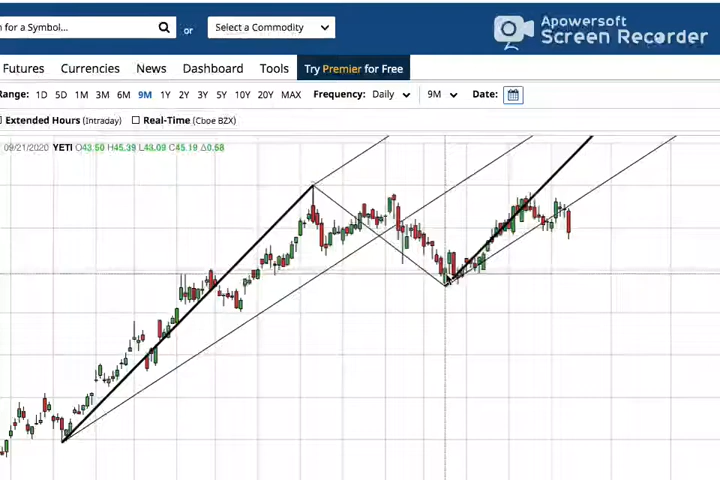 Apowersoft
n for a Symbol... or Select a Commodity Screen Recorder
Futures Currencies News Dashboard Tools Try Premier for Free
Range: 1D 5D 1M 3M 6M 9M 1Y 2Y 3Y 5Y 10Y 20Y MAX Frequency: Daily 9M Date:
Extended Hours (Intraday) Real-Time (Cboe BZX)
09/21/2020 YETI O43.50 H45.39 L43.09 C45.19 Δ0.58